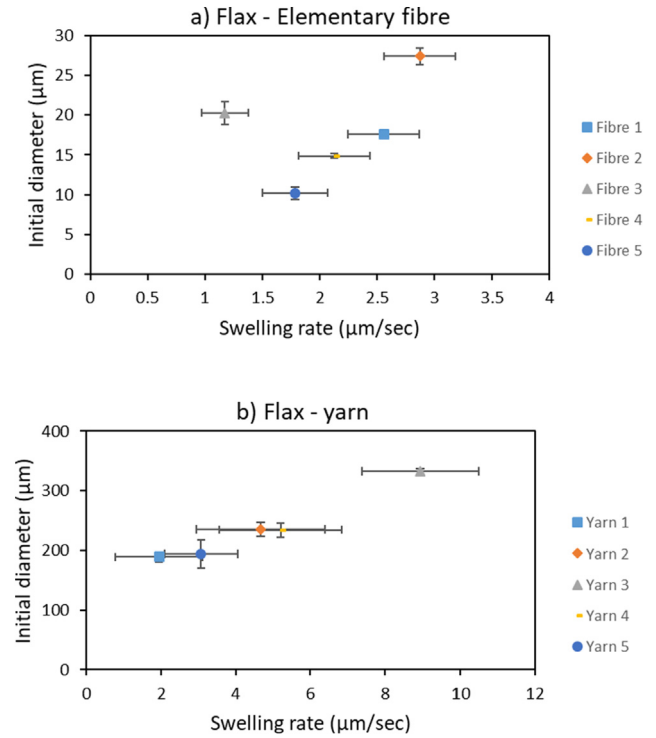 a) Flax - Elementary fibre
30
25
20
15
10
5
0
Initial diameter (µm)
0 0.5 1 1.5 2 2.5 3 3.5 4
Swelling rate (µm/sec)
Fibre 1
Fibre 2
Fibre 3
Fibre 4
Fibre 5
b) Flax - yarn
400
300
200
100
0
Initial diameter (µm)
0 2 4 6 8 10 12
Swelling rate (µm/sec)
Yarn 1
Yarn 2
Yarn 3
Yarn 4
Yarn 5